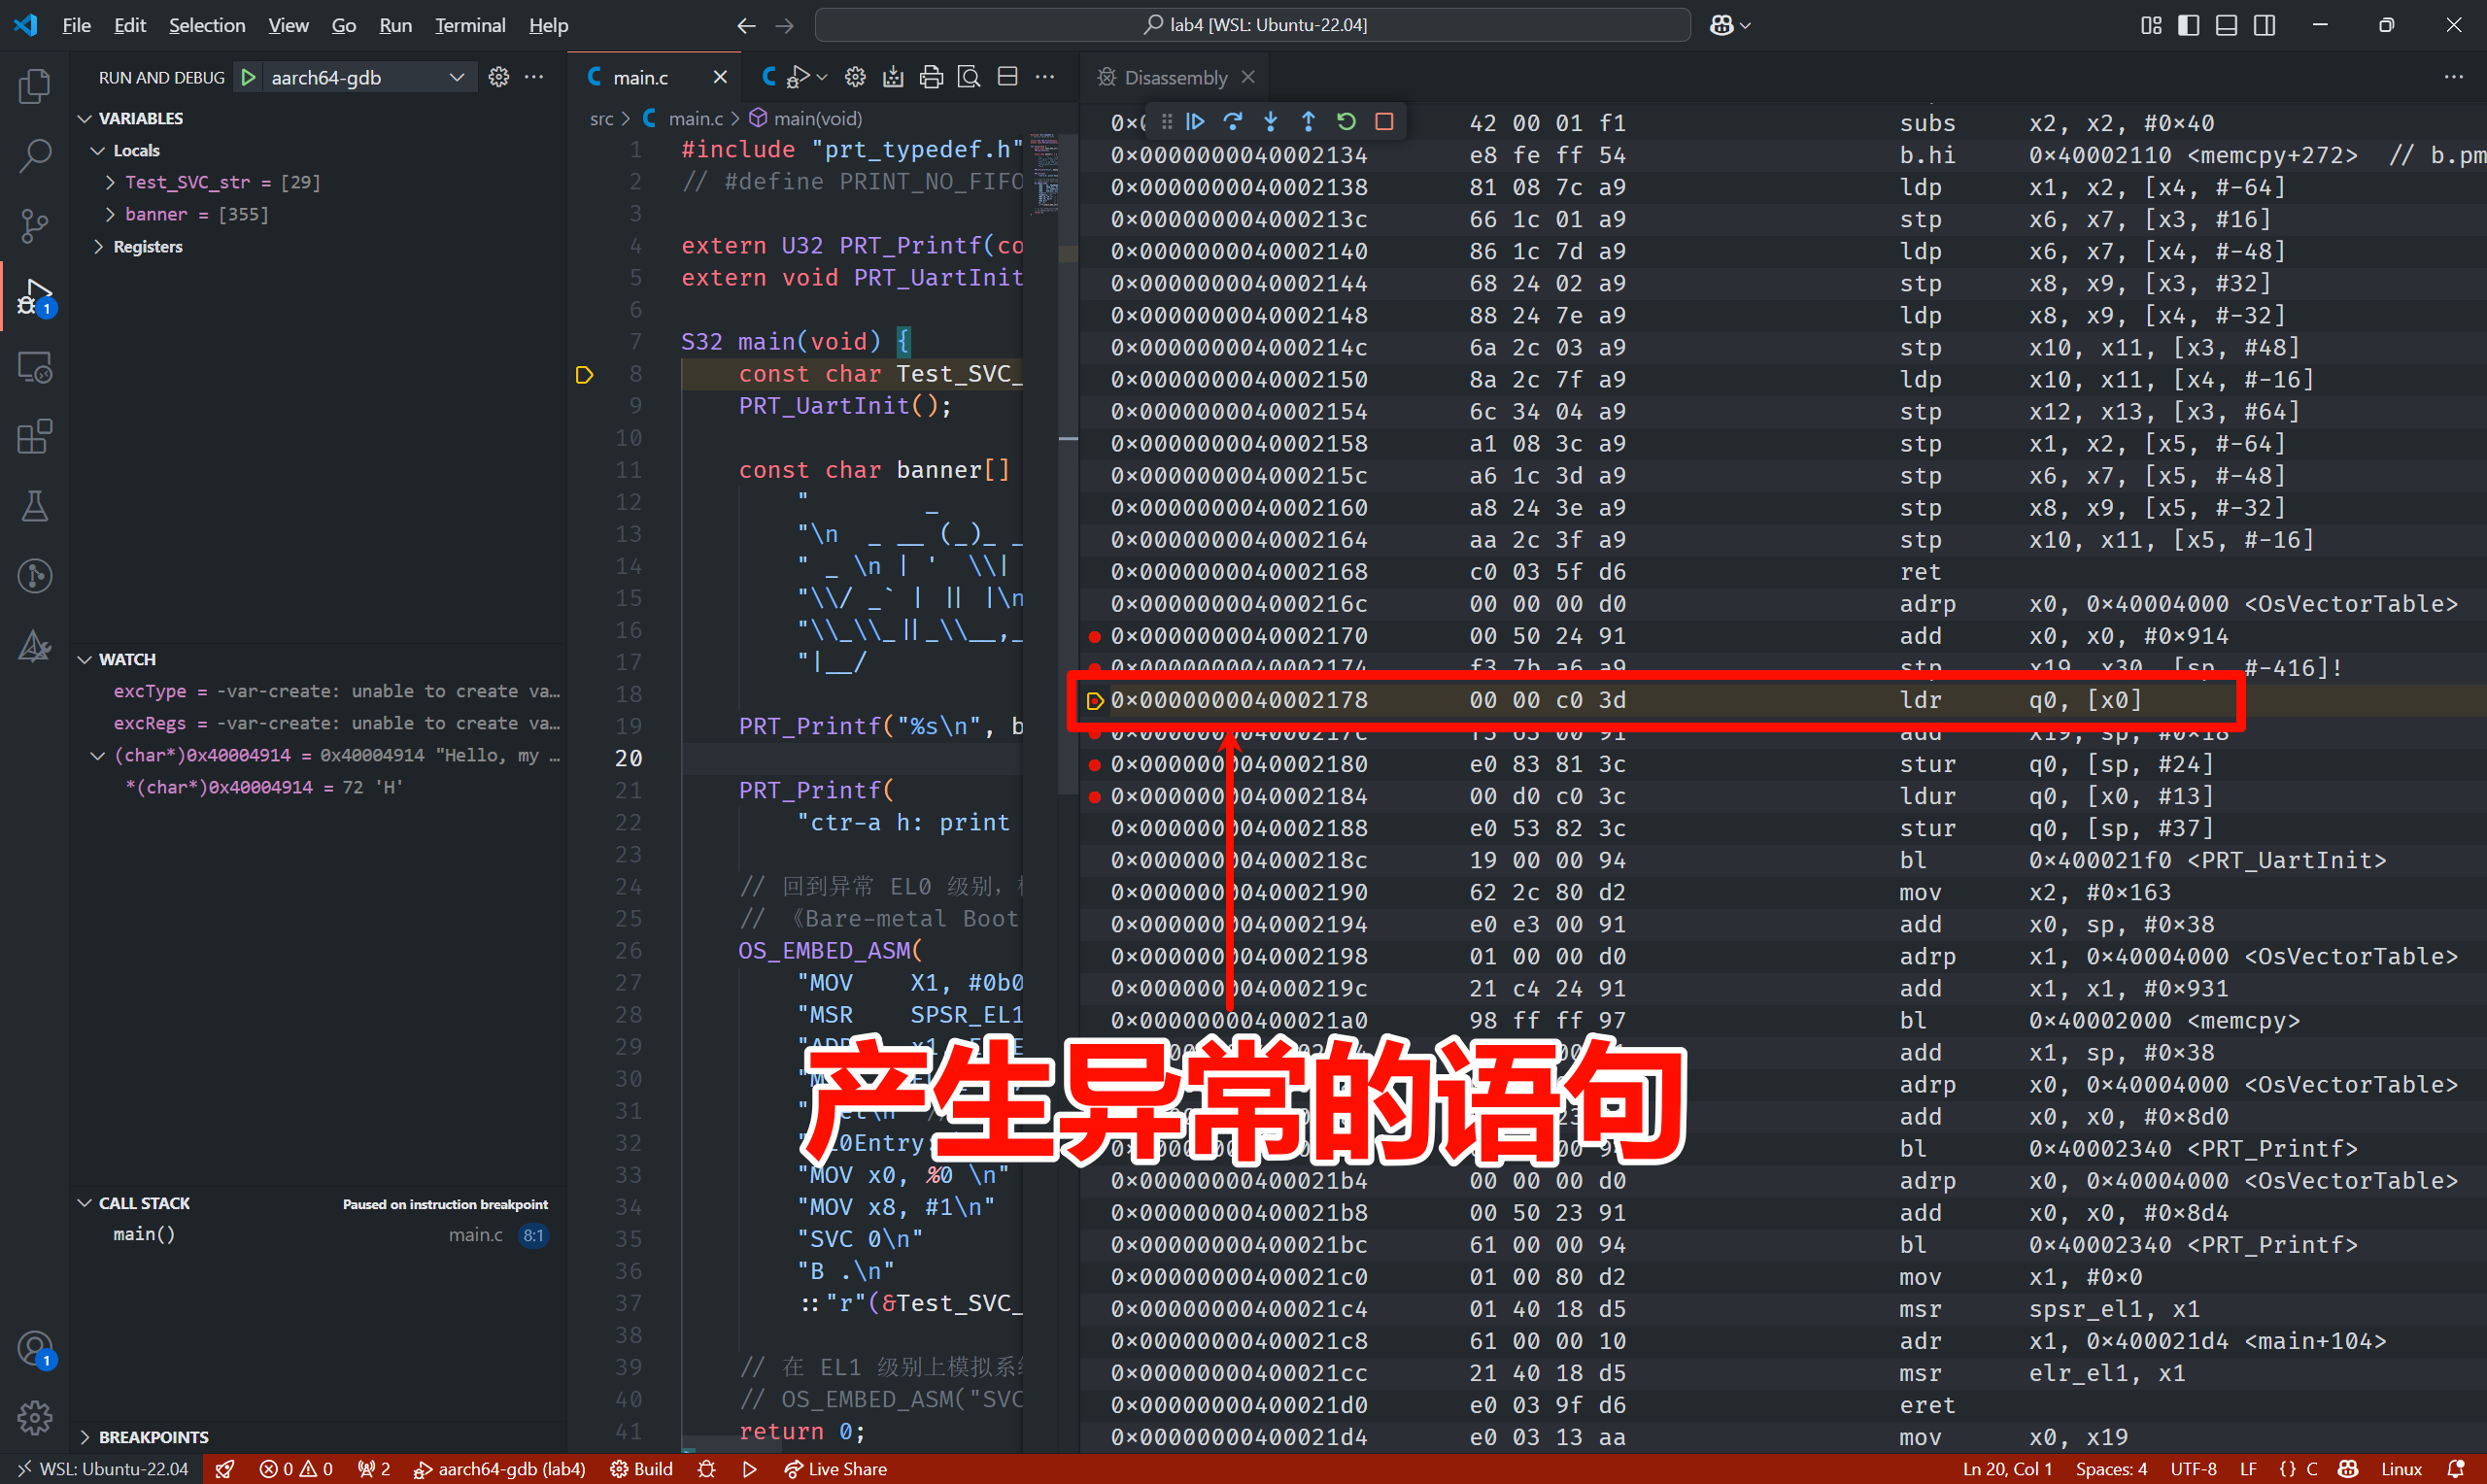 File Edit Selection View Go Run Terminal Help
lab4 [WSL: Ubuntu-22.04]
RUN AND DEBUG aarch64-gdb
VARIABLES
Locals
Test_SVC_str = [29]
banner = [355]
Registers
WATCH
excType = -var-create: unable to create va…
excRegs = -var-create: unable to create va…
(char*)0x40004914 = 0x40004914 "Hello, my …
*(char*)0x40004914 = 72 'H'
CALL STACK Paused on instruction breakpoint
main() main.c 8:1
BREAKPOINTS
main.c
src > main.c > main(void)
1 #include "prt_typedef.h"
2 // #define PRINT_NO_FIFO
3
4 extern U32 PRT_Printf(co
5 extern void PRT_UartInit
6
7 S32 main(void) {
8 const char Test_SVC_
9 PRT_UartInit();
10
11 const char banner[]
12 " _
13 "\n _ __ (_)_ _
14 " _ \n | ' \\|
15 "\\/ _` | || |\n
16 "\\_\\_||_\\__,_
17 "|__/
18
19 PRT_Printf("%s\n", b
20
21 PRT_Printf(
22 "ctr-a h: print
23
24 // 回到异常 EL0 级别，
25 // 《Bare-metal Boot
26 OS_EMBED_ASM(
27 "MOV X1, #0b0
28 "MSR SPSR_EL1
29
30
31
32
33 "MOV x0, %0 \n"
34 "MOV x8, #1\n"
35 "SVC 0\n"
36 "B .\n"
37 ::"r"(&Test_SVC_
38
39 // 在 EL1 级别上模拟系
40 // OS_EMBED_ASM("SVC
41 return 0;
Disassembly
42 00 01 f1 subs x2, x2, #0x40
0x0000000040002134 e8 fe ff 54 b.hi 0x40002110 <memcpy+272> // b.pm
0x0000000040002138 81 08 7c a9 ldp x1, x2, [x4, #-64]
0x000000004000213c 66 1c 01 a9 stp x6, x7, [x3, #16]
0x0000000040002140 86 1c 7d a9 ldp x6, x7, [x4, #-48]
0x0000000040002144 68 24 02 a9 stp x8, x9, [x3, #32]
0x0000000040002148 88 24 7e a9 ldp x8, x9, [x4, #-32]
0x000000004000214c 6a 2c 03 a9 stp x10, x11, [x3, #48]
0x0000000040002150 8a 2c 7f a9 ldp x10, x11, [x4, #-16]
0x0000000040002154 6c 34 04 a9 stp x12, x13, [x3, #64]
0x0000000040002158 a1 08 3c a9 stp x1, x2, [x5, #-64]
0x000000004000215c a6 1c 3d a9 stp x6, x7, [x5, #-48]
0x0000000040002160 a8 24 3e a9 stp x8, x9, [x5, #-32]
0x0000000040002164 aa 2c 3f a9 stp x10, x11, [x5, #-16]
0x0000000040002168 c0 03 5f d6 ret
0x000000004000216c 00 00 00 d0 adrp x0, 0x40004000 <OsVectorTable>
0x0000000040002170 00 50 24 91 add x0, x0, #0x914
0x0000000040002174 f3 7b a6 a9 stp x19, x30, [sp, #-416]!
0x0000000040002178 00 00 c0 3d ldr q0, [x0]
0x000000004000217c f3 63 00 91 add x19, sp, #0x18
0x0000000040002180 e0 83 81 3c stur q0, [sp, #24]
0x0000000040002184 00 d0 c0 3c ldur q0, [x0, #13]
0x0000000040002188 e0 53 82 3c stur q0, [sp, #37]
0x000000004000218c 19 00 00 94 bl 0x400021f0 <PRT_UartInit>
0x0000000040002190 62 2c 80 d2 mov x2, #0x163
0x0000000040002194 e0 e3 00 91 add x0, sp, #0x38
0x0000000040002198 01 00 00 d0 adrp x1, 0x40004000 <OsVectorTable>
0x000000004000219c 21 c4 24 91 add x1, x1, #0x931
0x00000000400021a0 98 ff ff 97 bl 0x40002000 <memcpy>
add x1, sp, #0x38
adrp x0, 0x40004000 <OsVectorTable>
add x0, x0, #0x8d0
bl 0x40002340 <PRT_Printf>
0x00000000400021b4 00 00 00 d0 adrp x0, 0x40004000 <OsVectorTable>
0x00000000400021b8 00 50 23 91 add x0, x0, #0x8d4
0x00000000400021bc 61 00 00 94 bl 0x40002340 <PRT_Printf>
0x00000000400021c0 01 00 80 d2 mov x1, #0x0
0x00000000400021c4 01 40 18 d5 msr spsr_el1, x1
0x00000000400021c8 61 00 00 10 adr x1, 0x400021d4 <main+104>
0x00000000400021cc 21 40 18 d5 msr elr_el1, x1
0x00000000400021d0 e0 03 9f d6 eret
0x00000000400021d4 e0 03 13 aa mov x0, x19
产生异常的语句
WSL: Ubuntu-22.04 0 0 2 aarch64-gdb (lab4) Build Live Share Ln 20, Col 1 Spaces: 4 UTF-8 LF {} C Linux